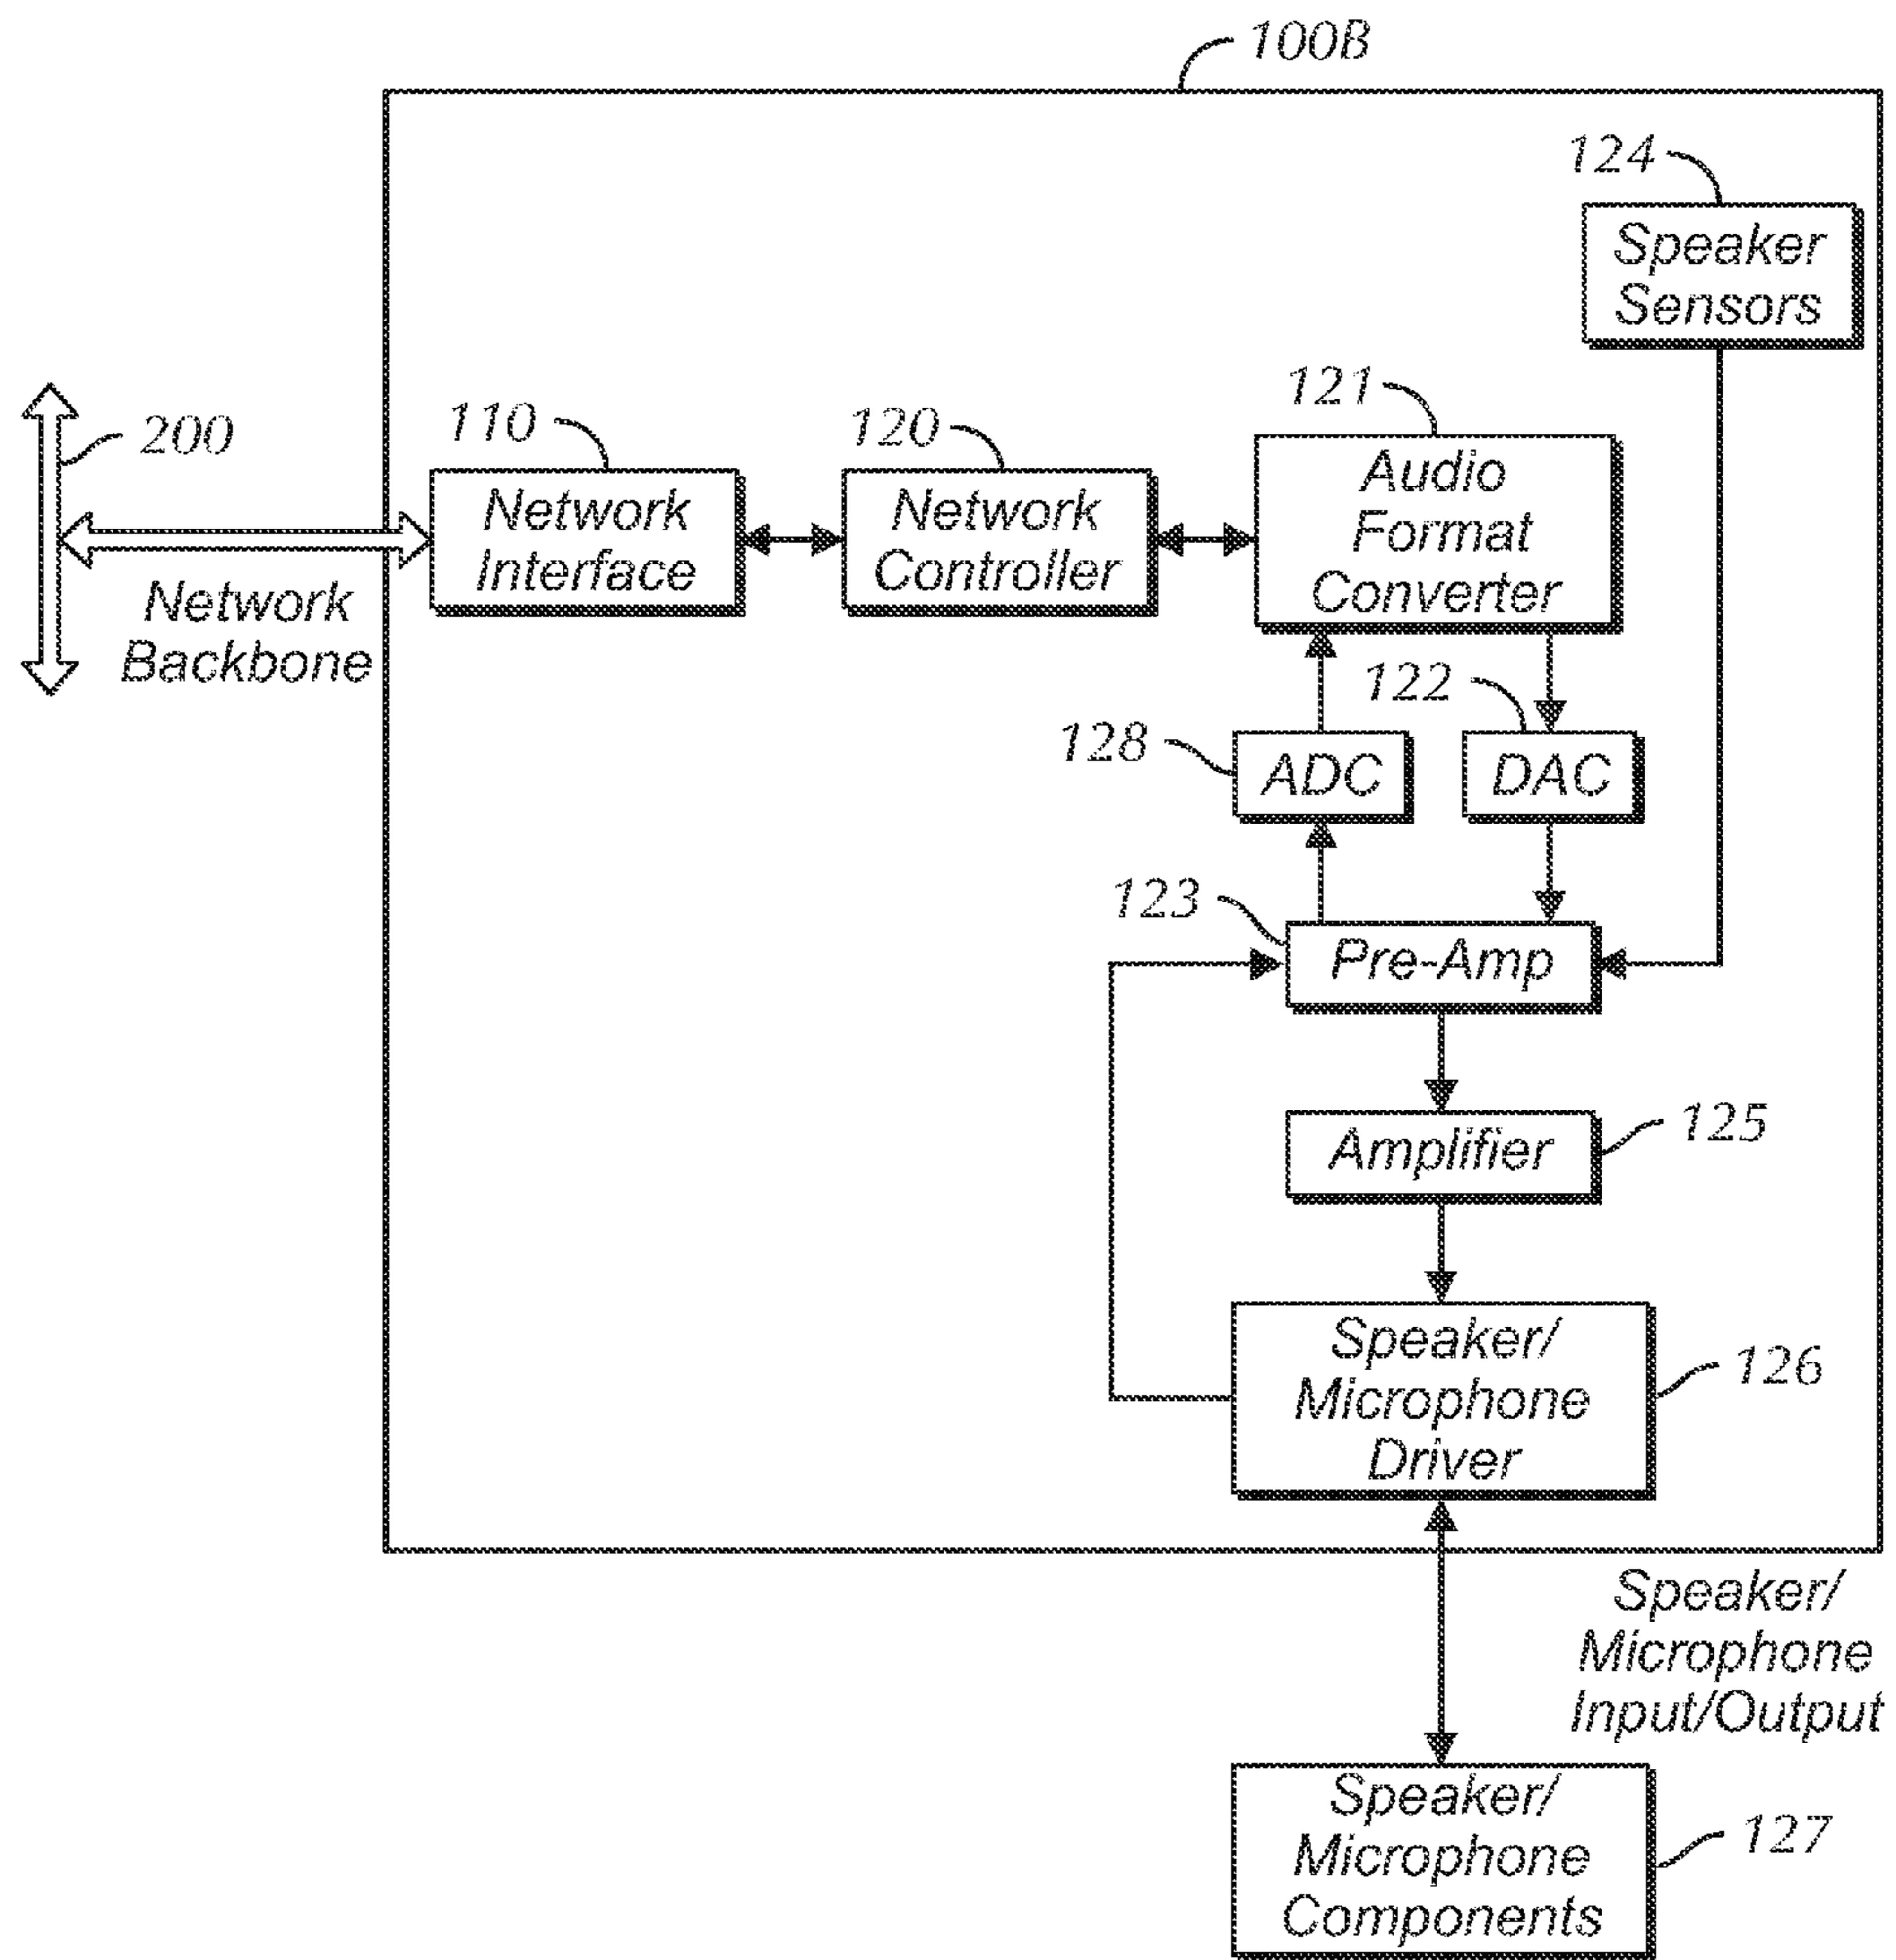 100B
124
Speaker
Sensors
200
110
120
121
Network
Interface
Network
Controller
Audio
Format
Converter
Network
Backbone
122
128
ADC
DAC
123
Pre-Amp
Amplifier
125
Speaker/
Microphone
Driver
126
Speaker/
Microphone
Input/Output
Speaker/
Microphone
Components
127